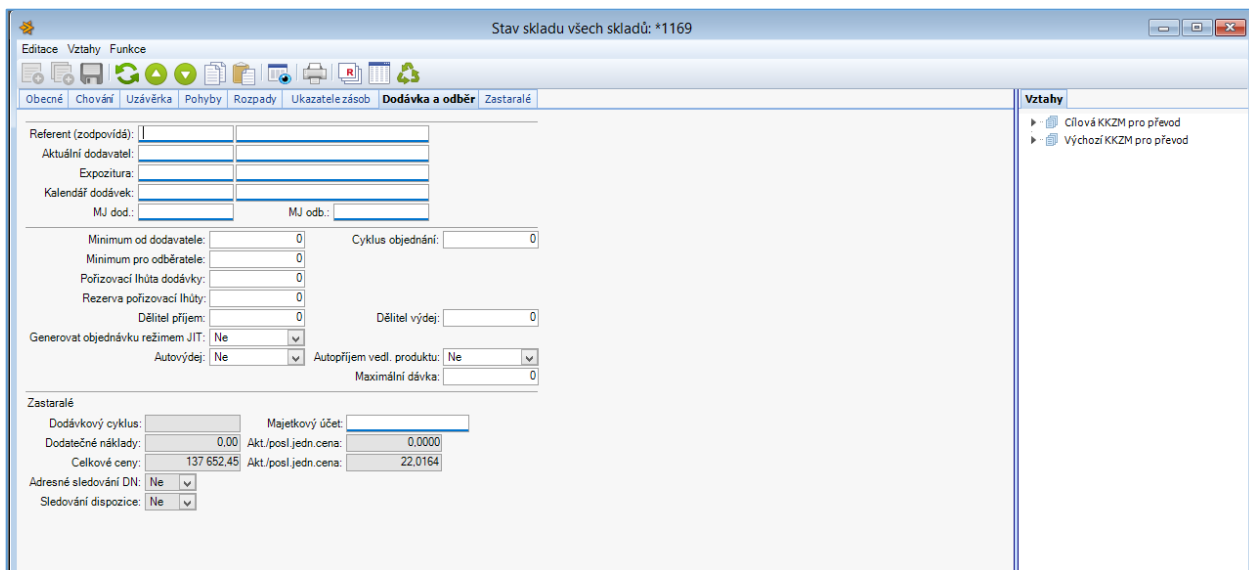 Stav skladu všech skladů: *1169
Editace Vztahy Funkce
R
Obecné Chování Uzávěrka Pohyby Rozpady Ukazatele zásob Dodávka a odběr Zastaralé
Vztahy
Cílová KKZM pro převod
Výchozí KKZM pro převod
Referent (zodpovídá):
Aktuální dodavatel:
Expozitura:
Kalendář dodávek:
MJ dod.: MJ odb.:
Minimum od dodavatele: 0 Cyklus objednání: 0
Minimum pro odběratele: 0
Pořizovací lhůta dodávky: 0
Rezerva pořizovací lhůty: 0
Dělitel příjem: 0 Dělitel výdej: 0
Generovat objednávku režimem JIT: Ne
Autovýdej: Ne Autopříjem vedl. produktu: Ne
Maximální dávka: 0
Zastaralé
Dodávkový cyklus: Majetkový účet:
Dodatečné náklady: 0,00 Akt./posl.jedn.cena: 0,0000
Celkové ceny: 137 652,45 Akt./posl.jedn.cena: 22,0164
Adresné sledování DN: Ne
Sledování dispozice: Ne